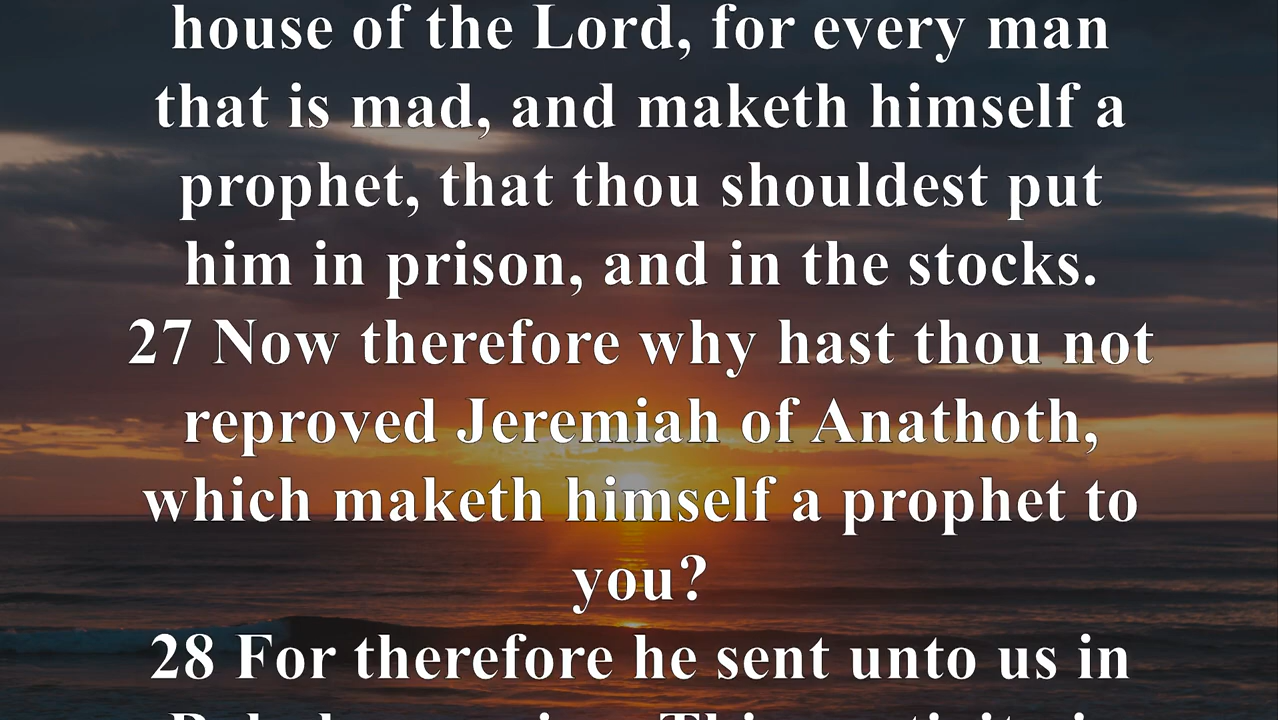 house of the Lord, for every man
that is mad, and maketh himself a
prophet, that thou shouldest put
him in prison, and in the stocks.
27 Now therefore why hast thou not
reproved Jeremiah of Anathoth,
which maketh himself a prophet to
you?
28 For therefore he sent unto us in